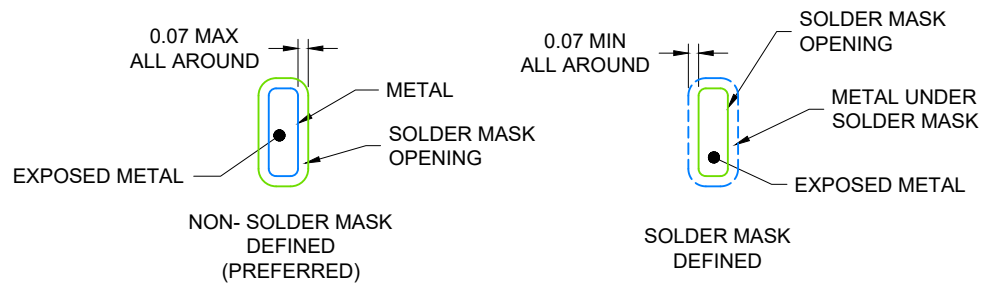 0.07 MAX
ALL AROUND
METAL
SOLDER MASK
OPENING
EXPOSED METAL
NON- SOLDER MASK
DEFINED
(PREFERRED)
0.07 MIN
ALL AROUND
SOLDER MASK
OPENING
METAL UNDER
SOLDER MASK
EXPOSED METAL
SOLDER MASK
DEFINED